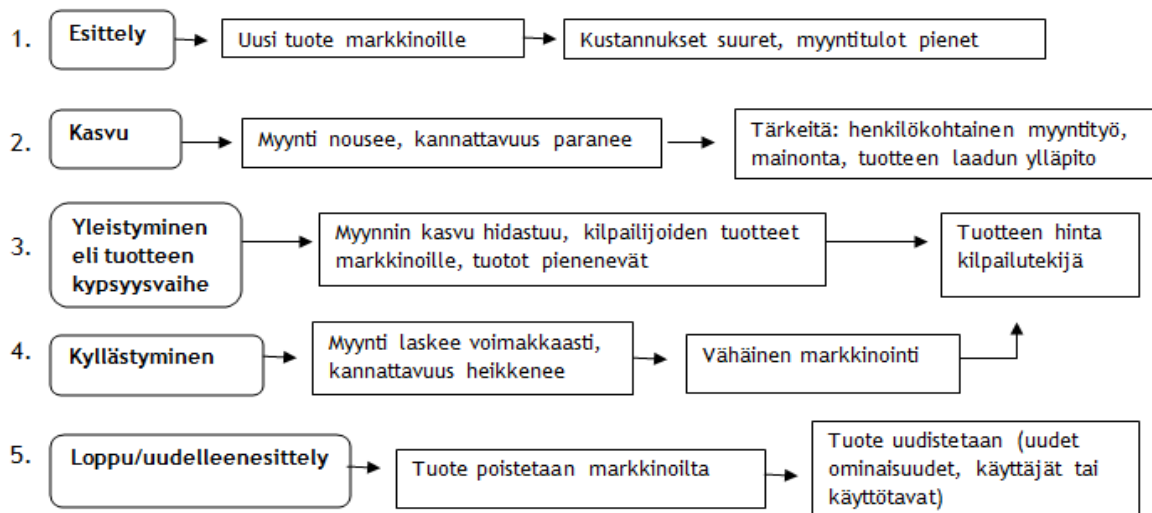 1. Esittely
Uusi tuote markkinoille
Kustannukset suuret, myyntitulot pienet
2. Kasvu
Myynti nousee, kannattavuus paranee
Tärkeitä: henkilökohtainen myyntityö,
mainonta, tuotteen laadun ylläpito
3. Yleistyminen
eli tuotteen
kypsyysvaihe
Myynnin kasvu hidastuu, kilpailijoiden tuotteet
markkinoille, tuotot pienenevät
Tuotteen hinta
kilpailutekijä
4. Kyllästyminen
Myynti laskee voimakkaasti,
kannattavuus heikkenee
Vähäinen markkinointi
5. Loppu/uudelleenesittely
Tuote poistetaan markkinoilta
Tuote uudistetaan (uudet
ominaisuudet, käyttäjät tai
käyttötavat)